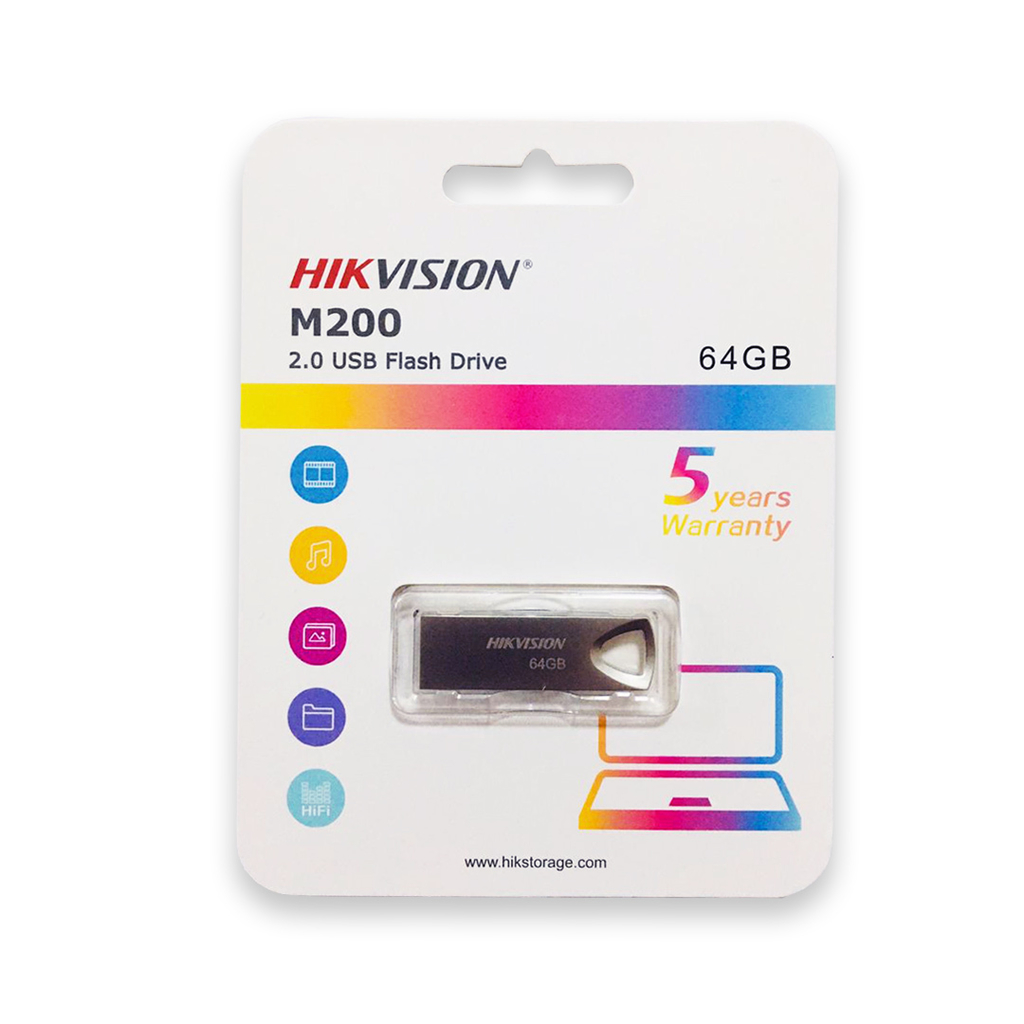 HIKVISION®
M200
2.0 USB Flash Drive
64GB
5 years
Warranty
HIKVISION
64GB
HiFi
www.hikstorage.com